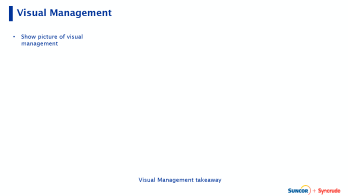 Visual Management
• Show picture of visual
management
Visual Management takeaway
SUNCOR + Syncrude